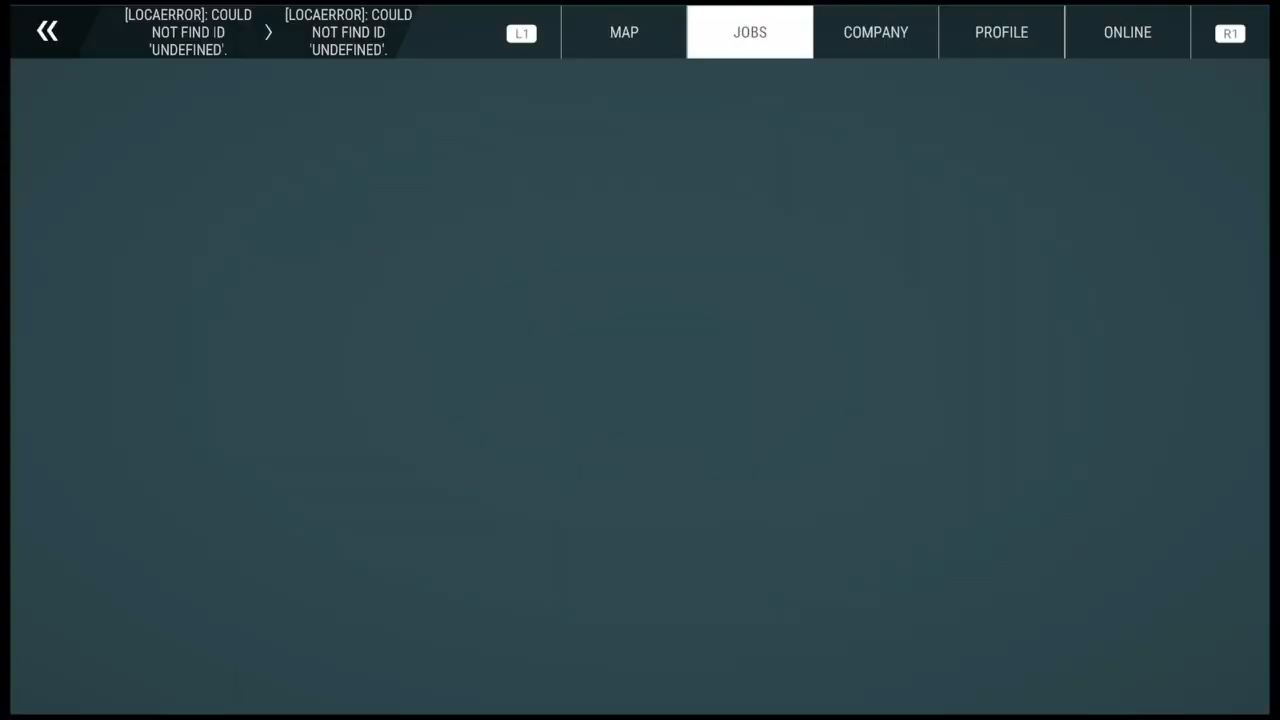 [LOCAERROR]: COULD
NOT FIND ID
'UNDEFINED'.
[LOCAERROR]: COULD
NOT FIND ID
'UNDEFINED'.
L1
MAP
JOBS
COMPANY
PROFILE
ONLINE
R1